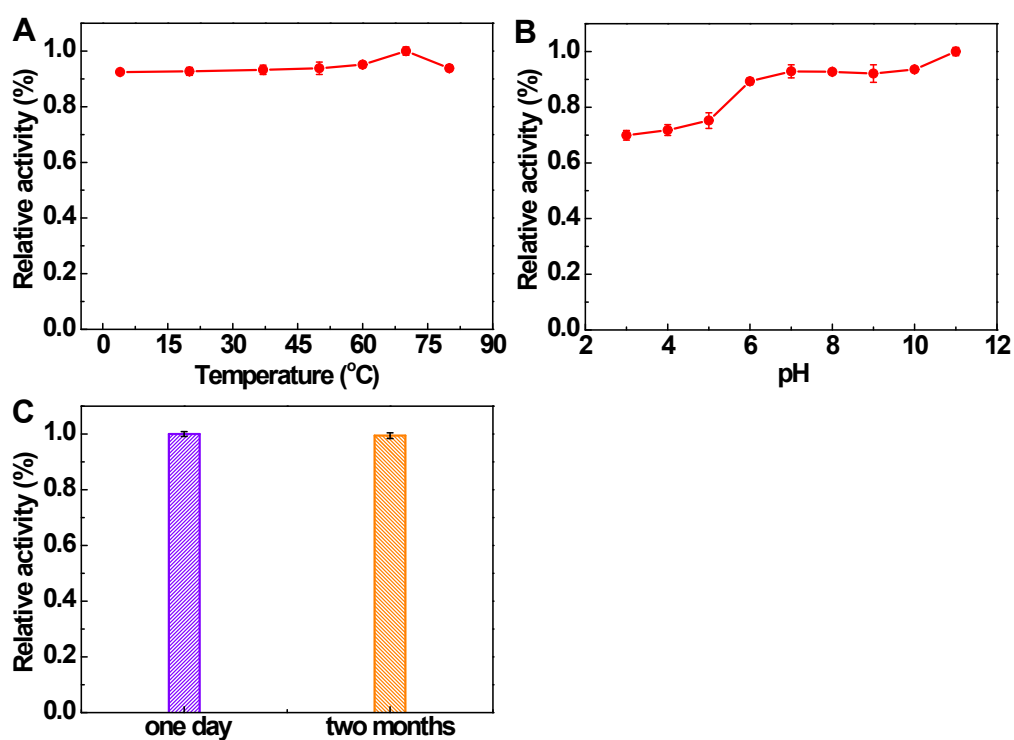 A
Relative activity (%)
1.0
0.8
0.6
0.4
0.2
0.0
0 15 30 45 60 75 90
Temperature (°C)
B
Relative activity (%)
1.0
0.8
0.6
0.4
0.2
0.0
2 4 6 8 10 12
pH
C
Relative activity (%)
1.0
0.8
0.6
0.4
0.2
0.0
one day two months